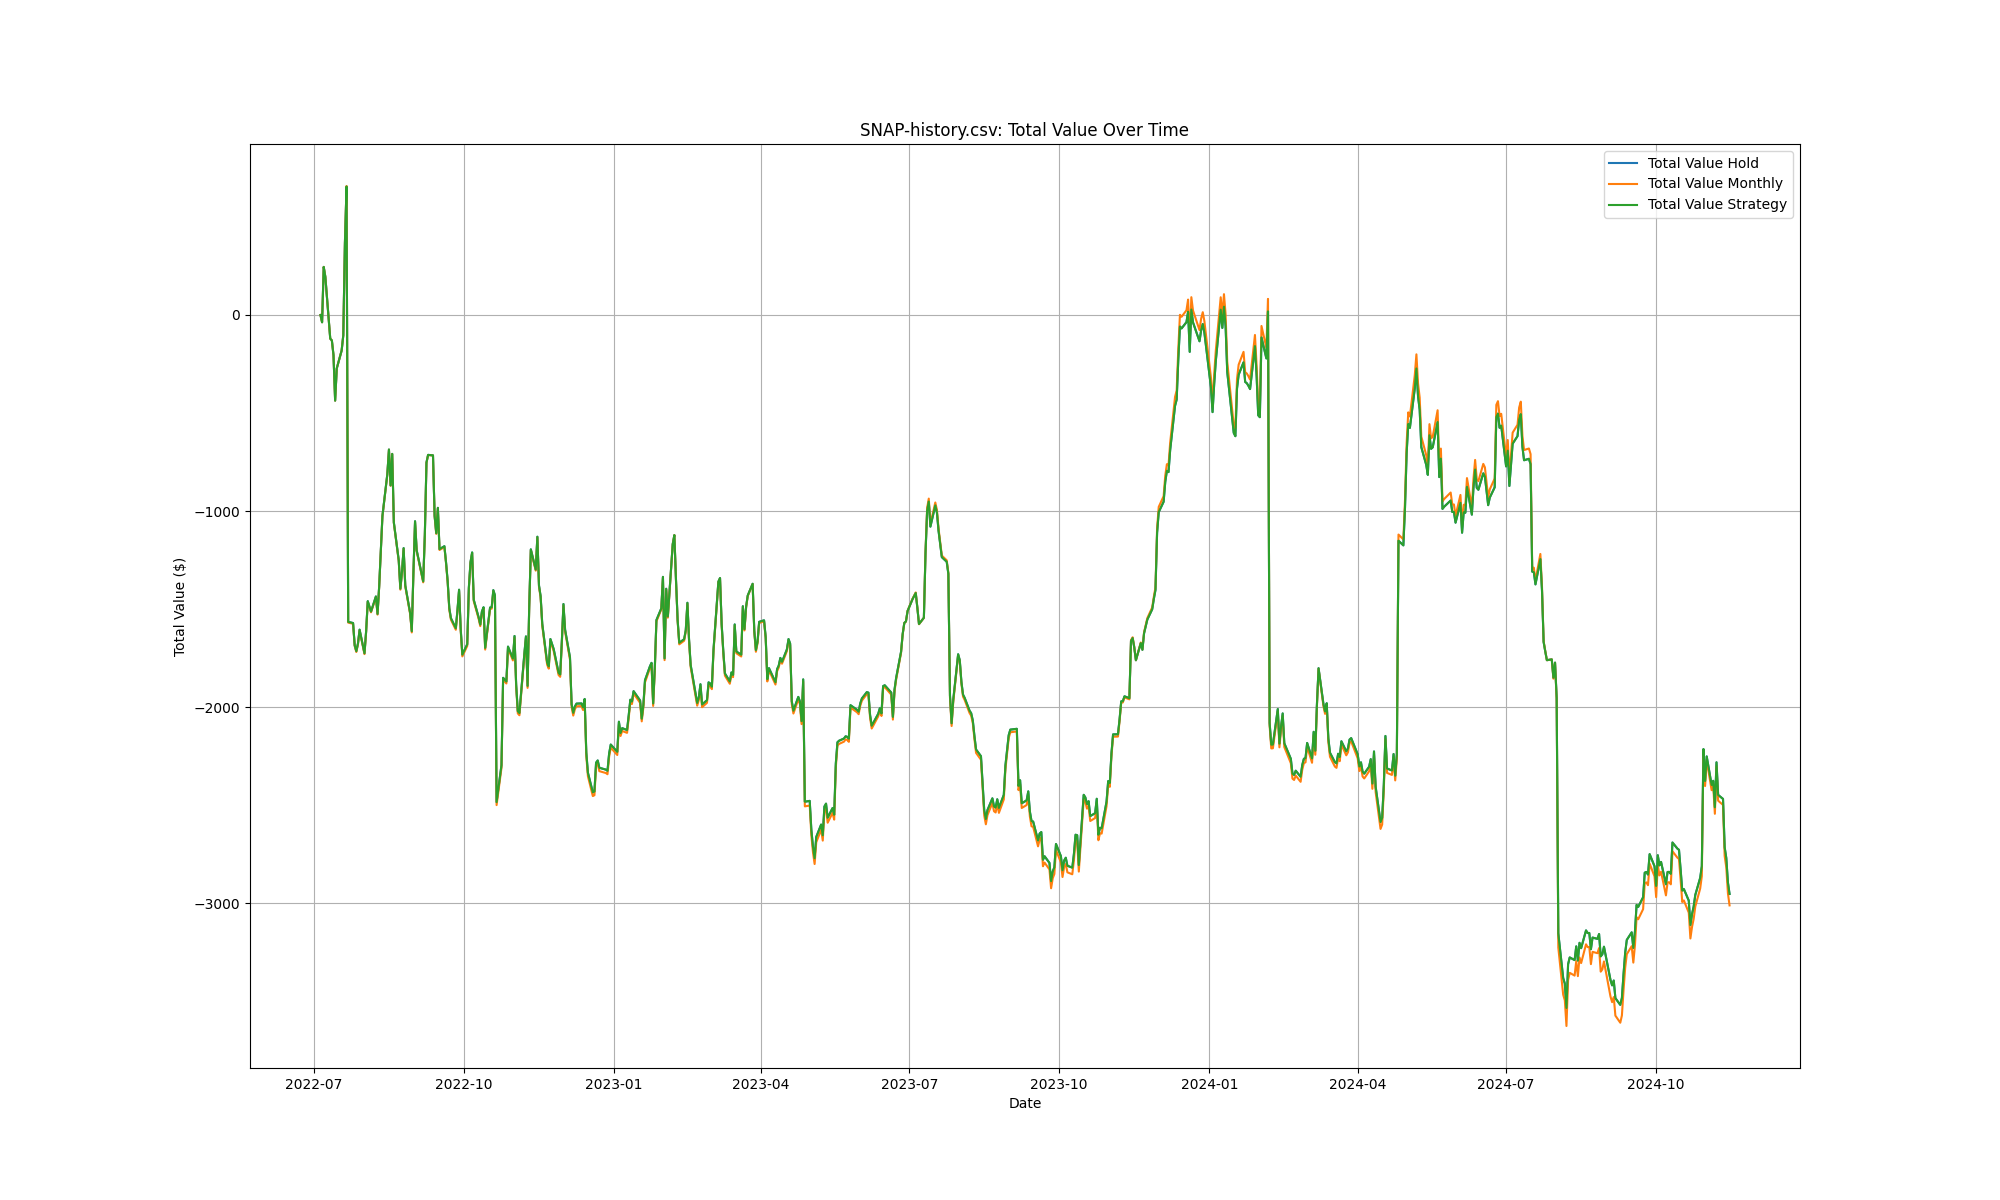 SNAP-history.csv: Total Value Over Time
Total Value Hold
Total Value Monthly
Total Value Strategy
Total Value ($)
0
−1000
−2000
−3000
2022-07 2022-10 2023-01 2023-04 2023-07 2023-10 2024-01 2024-04 2024-07 2024-10
Date